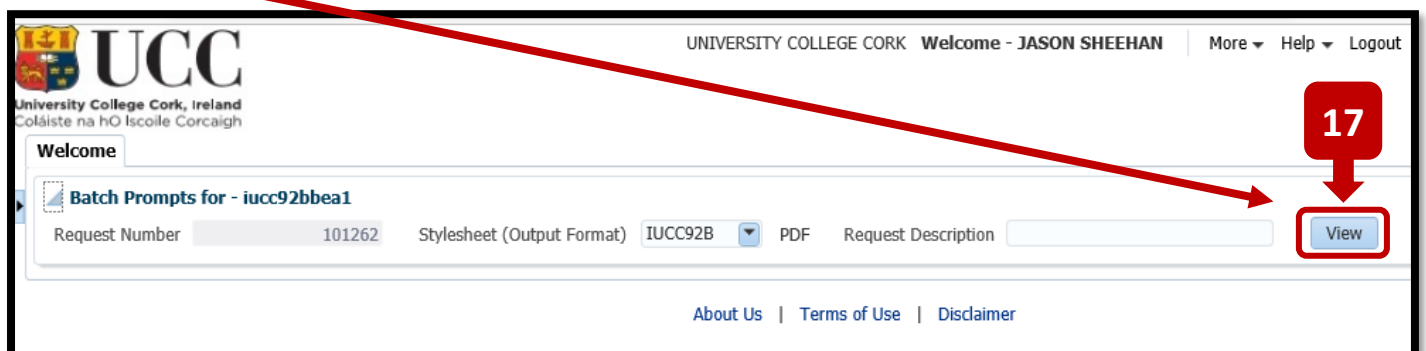 UCC
University College Cork, Ireland
Coláiste na hO Iscoile Corcaigh
UNIVERSITY COLLEGE CORK Welcome - JASON SHEEHAN More Help Logout
17
Welcome
Batch Prompts for - iucc92bbea1
Request Number 101262 Stylesheet (Output Format) IUCC92B PDF Request Description View
About Us | Terms of Use | Disclaimer